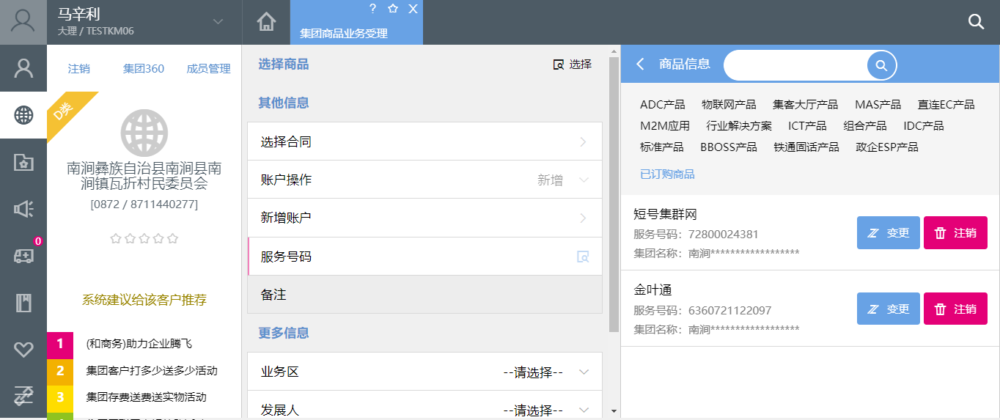 马辛利
大理 / TESTKM06
? X
集团商品业务受理
注销 集团360 成员管理
D类
南涧彝族自治县南涧县南
涧镇瓦折村民委员会
[0872 / 8711440277]
0
系统建议给该客户推荐
1 (和商务)助力企业腾飞
2 集团客户打多少送多少活动
3 集团存费送费送实物活动
选择商品 选择
其他信息
选择合同
账户操作 新增
新增账户
服务号码
备注
更多信息
业务区 --请选择--
发展人 --请选择--
商品信息
ADC产品 物联网产品 集客大厅产品 MAS产品 直连EC产品
M2M应用 行业解决方案 ICT产品 组合产品 IDC产品
标准产品 BBOSS产品 铁通固话产品 政企ESP产品
已订购商品
短号集群网
服务号码：72800024381
集团名称：南涧******************
变更 注销
金叶通
服务号码：6360721122097
集团名称：南涧******************
变更 注销